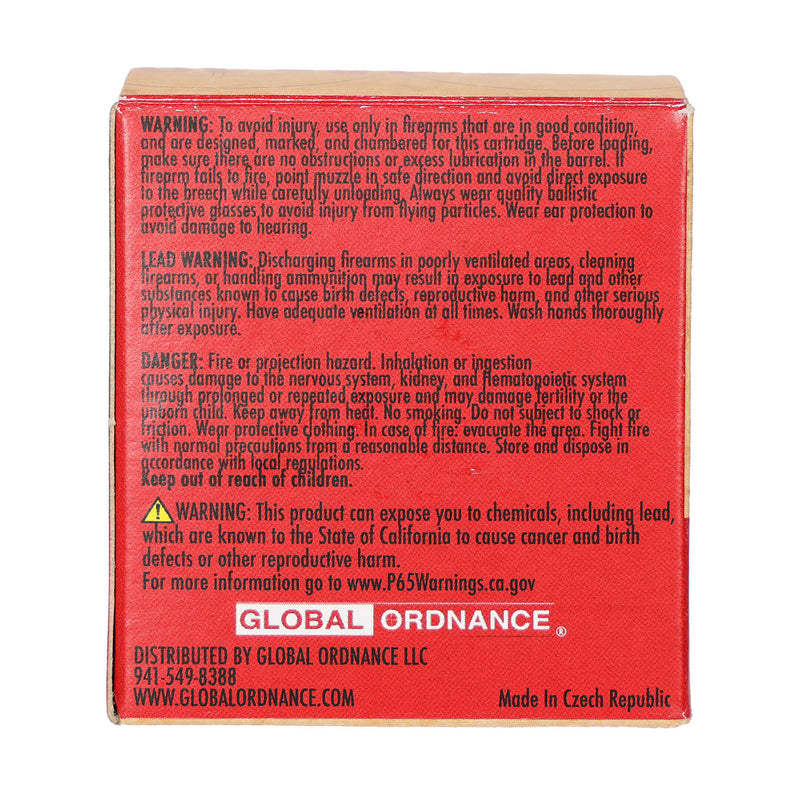 WARNING: To avoid injury, use only in firearms that are in good condition,
and are designed, marked, and chambered for this cartridge. Before loading,
make sure there are no obstructions or excess lubrication in the barrel. If
firearm fails to fire, point muzzle in safe direction and avoid direct exposure
to the breech while carefully unloading. Always wear quality ballistic
protective glasses to avoid injury from flying particles. Wear ear protection to
avoid damage to hearing.
LEAD WARNING: Discharging firearms in poorly ventilated areas, cleaning
firearms, or handling ammunition may result in exposure to lead and other
substances known to cause birth defects, reproductive harm, and other serious
physical injury. Have adequate ventilation at all times. Wash hands thoroughly
after exposure.
DANGER: Fire or projection hazard. Inhalation or ingestion
causes damage to the nervous system, kidney, and Hematopoietic system
through prolonged or repeated exposure and may damage fertility or the
unborn child. Keep away from heat. No smoking. Do not subject to shock or
friction. Wear protective clothing. In case of fire: evacuate the area. Fight fire
with normal precautions from a reasonable distance. Store and dispose in
accordance with local regulations.
Keep out of reach of children.
WARNING: This product can expose you to chemicals, including lead,
which are known to the State of California to cause cancer and birth
defects or other reproductive harm.
For more information go to www.P65Warnings.ca.gov
GLOBAL ORDNANCE ®
DISTRIBUTED BY GLOBAL ORDNANCE LLC
941-549-8388
WWW.GLOBALORDNANCE.COM Made In Czech Republic